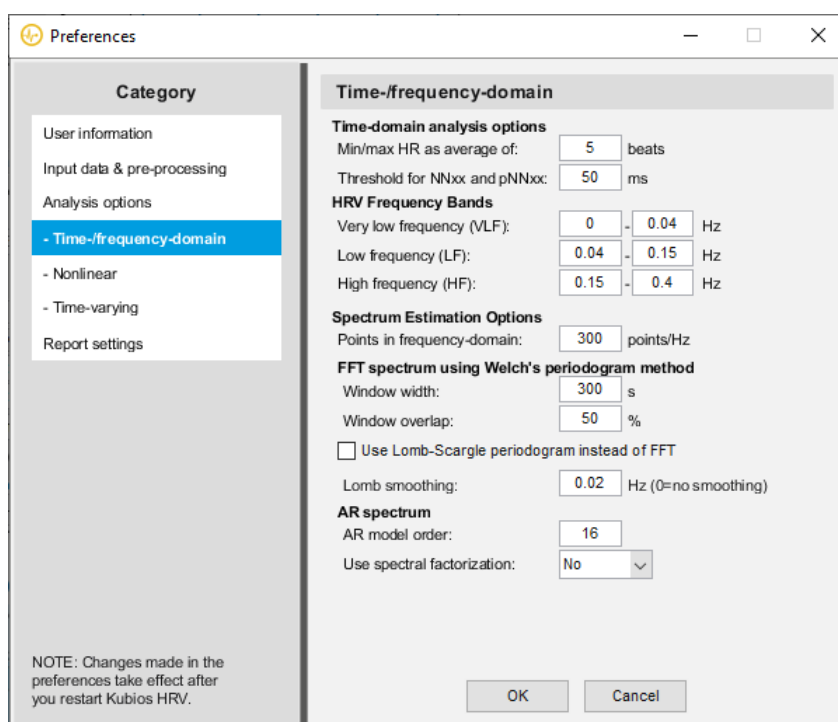 Preferences
Category
User information
Input data & pre-processing
Analysis options
- Time-/frequency-domain
- Nonlinear
- Time-varying
Report settings
NOTE: Changes made in the
preferences take effect after
you restart Kubios HRV.
Time-/frequency-domain
Time-domain analysis options
Min/max HR as average of: 5 beats
Threshold for NNxx and pNNxx: 50 ms
HRV Frequency Bands
Very low frequency (VLF): 0 - 0.04 Hz
Low frequency (LF): 0.04 - 0.15 Hz
High frequency (HF): 0.15 - 0.4 Hz
Spectrum Estimation Options
Points in frequency-domain: 300 points/Hz
FFT spectrum using Welch's periodogram method
Window width: 300 s
Window overlap: 50 %
Use Lomb-Scargle periodogram instead of FFT
Lomb smoothing: 0.02 Hz (0=no smoothing)
AR spectrum
AR model order: 16
Use spectral factorization: No
OK Cancel